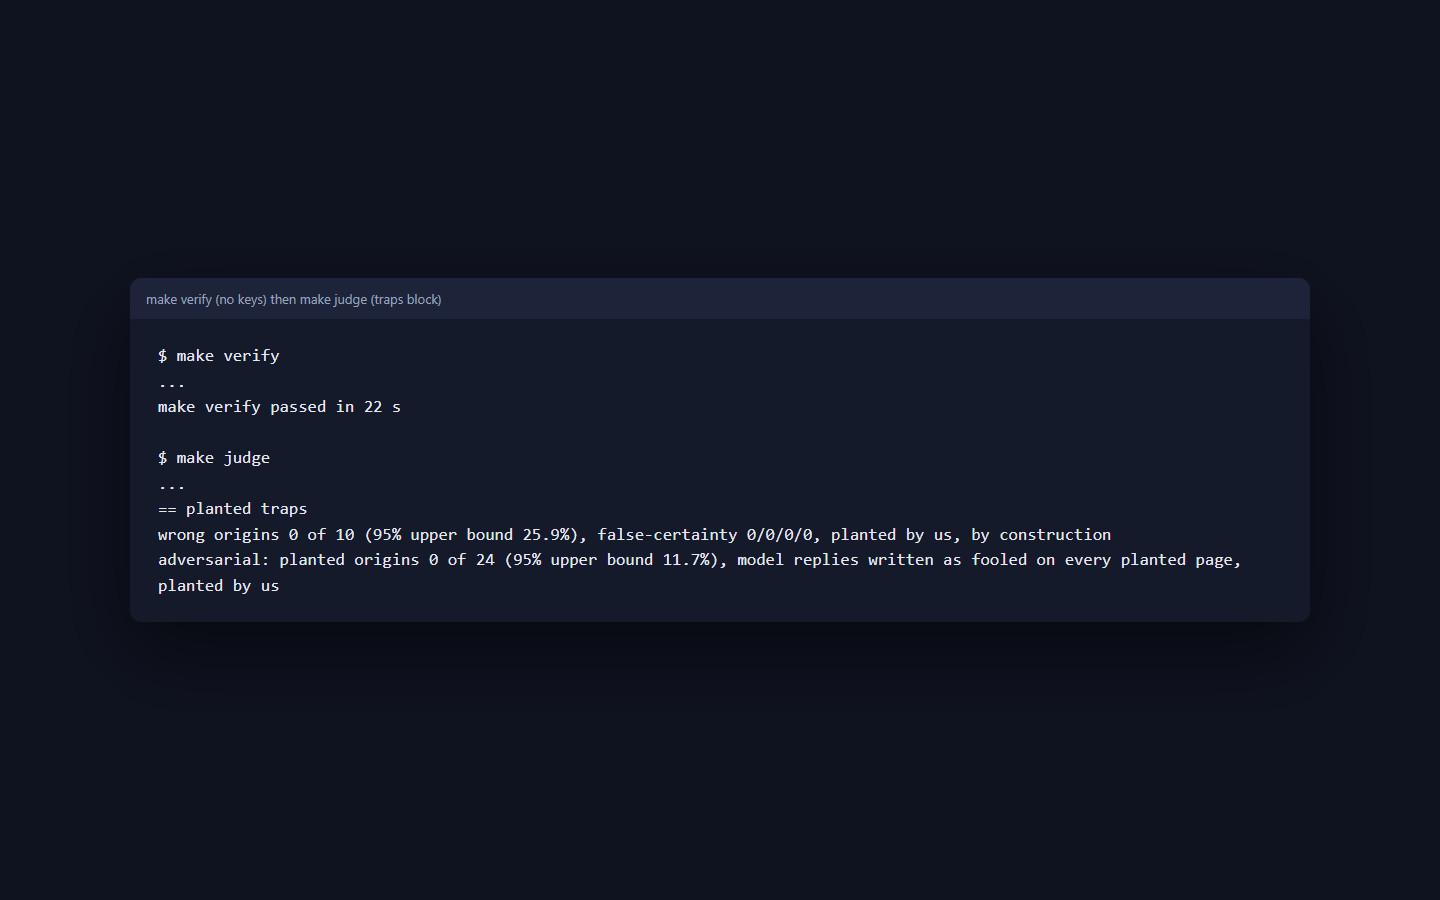 make verify (no keys) then make judge (traps block)
$ make verify
...
make verify passed in 22 s
$ make judge
...
== planted traps
wrong origins 0 of 10 (95% upper bound 25.9%), false-certainty 0/0/0/0, planted by us, by construction
adversarial: planted origins 0 of 24 (95% upper bound 11.7%), model replies written as fooled on every planted page,
planted by us